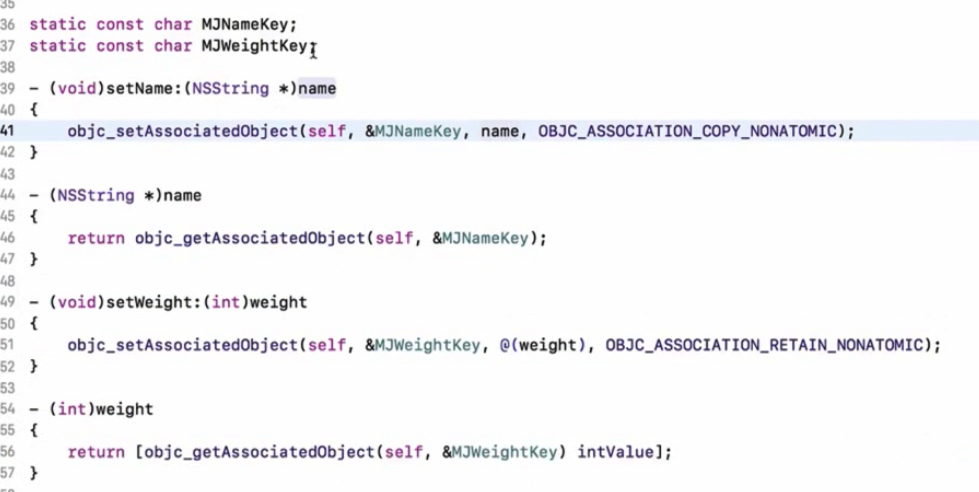 35
36 static const char MJNameKey;
37 static const char MJWeightKey;
38
39 - (void)setName:(NSString *)name
40 {
41     objc_setAssociatedObject(self, &MJNameKey, name, OBJC_ASSOCIATION_COPY_NONATOMIC);
42 }
43
44 - (NSString *)name
45 {
46     return objc_getAssociatedObject(self, &MJNameKey);
47 }
48
49 - (void)setWeight:(int)weight
50 {
51     objc_setAssociatedObject(self, &MJWeightKey, @(weight), OBJC_ASSOCIATION_RETAIN_NONATOMIC);
52 }
53
54 - (int)weight
55 {
56     return [objc_getAssociatedObject(self, &MJWeightKey) intValue];
57 }